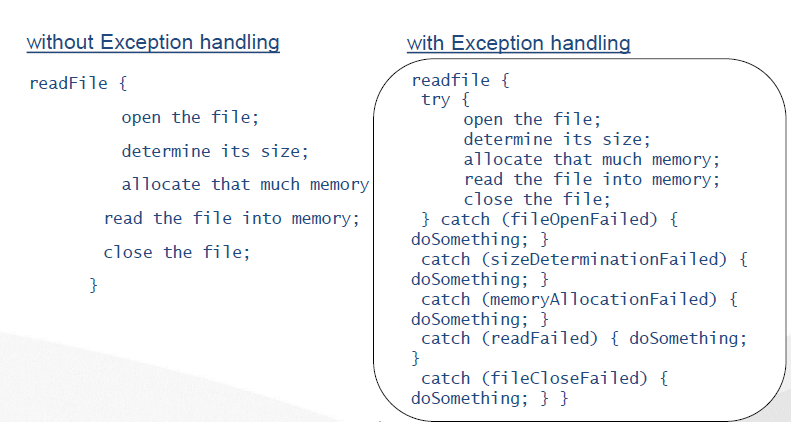 without Exception handling
readFile {
open the file;
determine its size;
allocate that much memory
read the file into memory;
close the file;
}
with Exception handling
readfile {
try {
open the file;
determine its size;
allocate that much memory;
read the file into memory;
close the file;
} catch (fileOpenFailed) {
doSomething; }
catch (sizeDeterminationFailed) {
doSomething; }
catch (memoryAllocationFailed) {
doSomething; }
catch (readFailed) { doSomething;
}
catch (fileCloseFailed) {
doSomething; } }